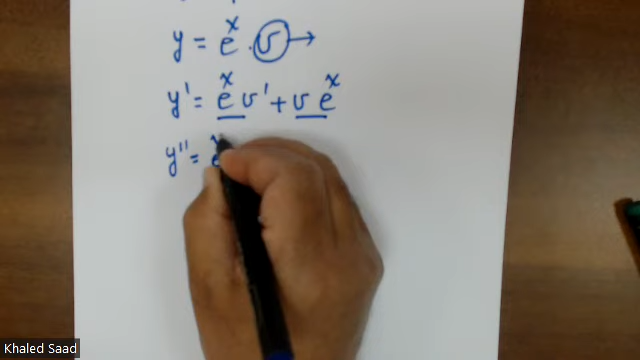 y = e^x . v →
y' = e^x v' + v e^x
y'' = e^x
Khaled Saad